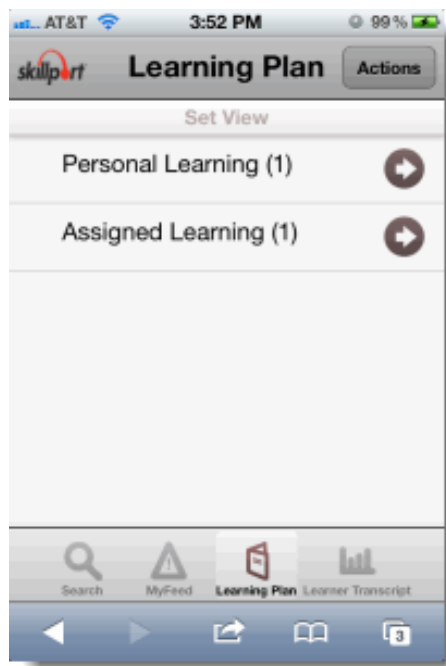 AT&T 3:52 PM 99%
skillport Learning Plan Actions
Set View
Personal Learning (1)
Assigned Learning (1)
Search MyFeed Learning Plan Learner Transcript
3